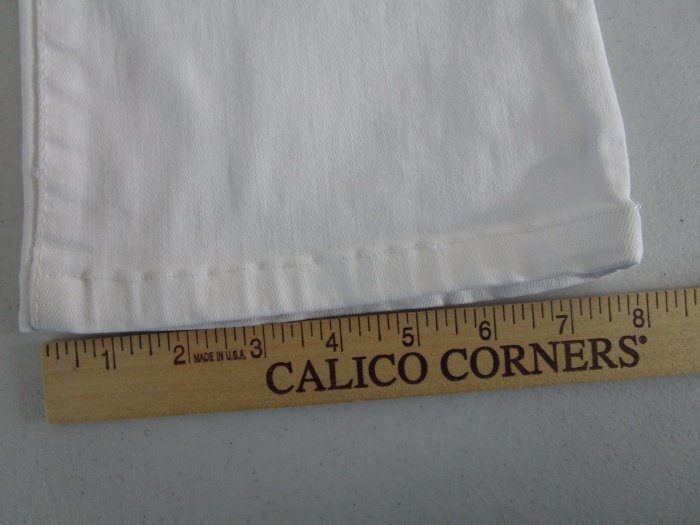 1 2 MADE IN U.S.A. 3 4 5 6 7 8
CALICO CORNERS®